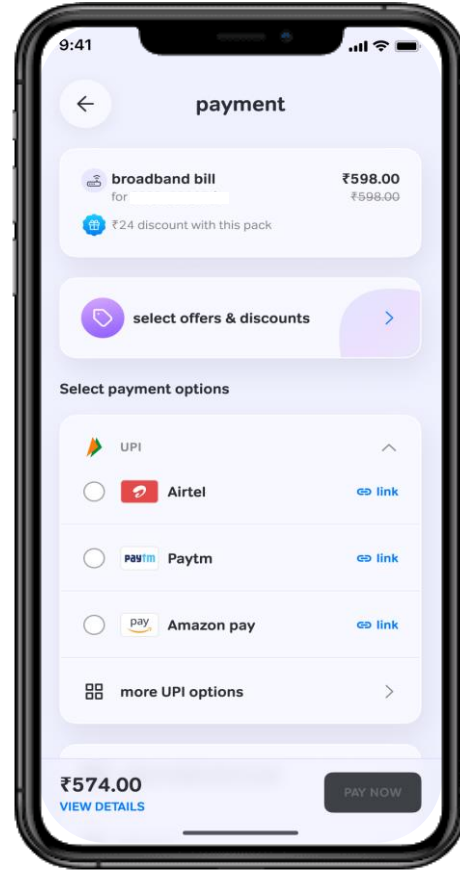 9:41
payment
broadband bill ₹598.00
for ₹598.00
₹24 discount with this pack
select offers & discounts
Select payment options
UPI
Airtel link
paytm Paytm link
pay Amazon pay link
more UPI options
₹574.00 PAY NOW
VIEW DETAILS